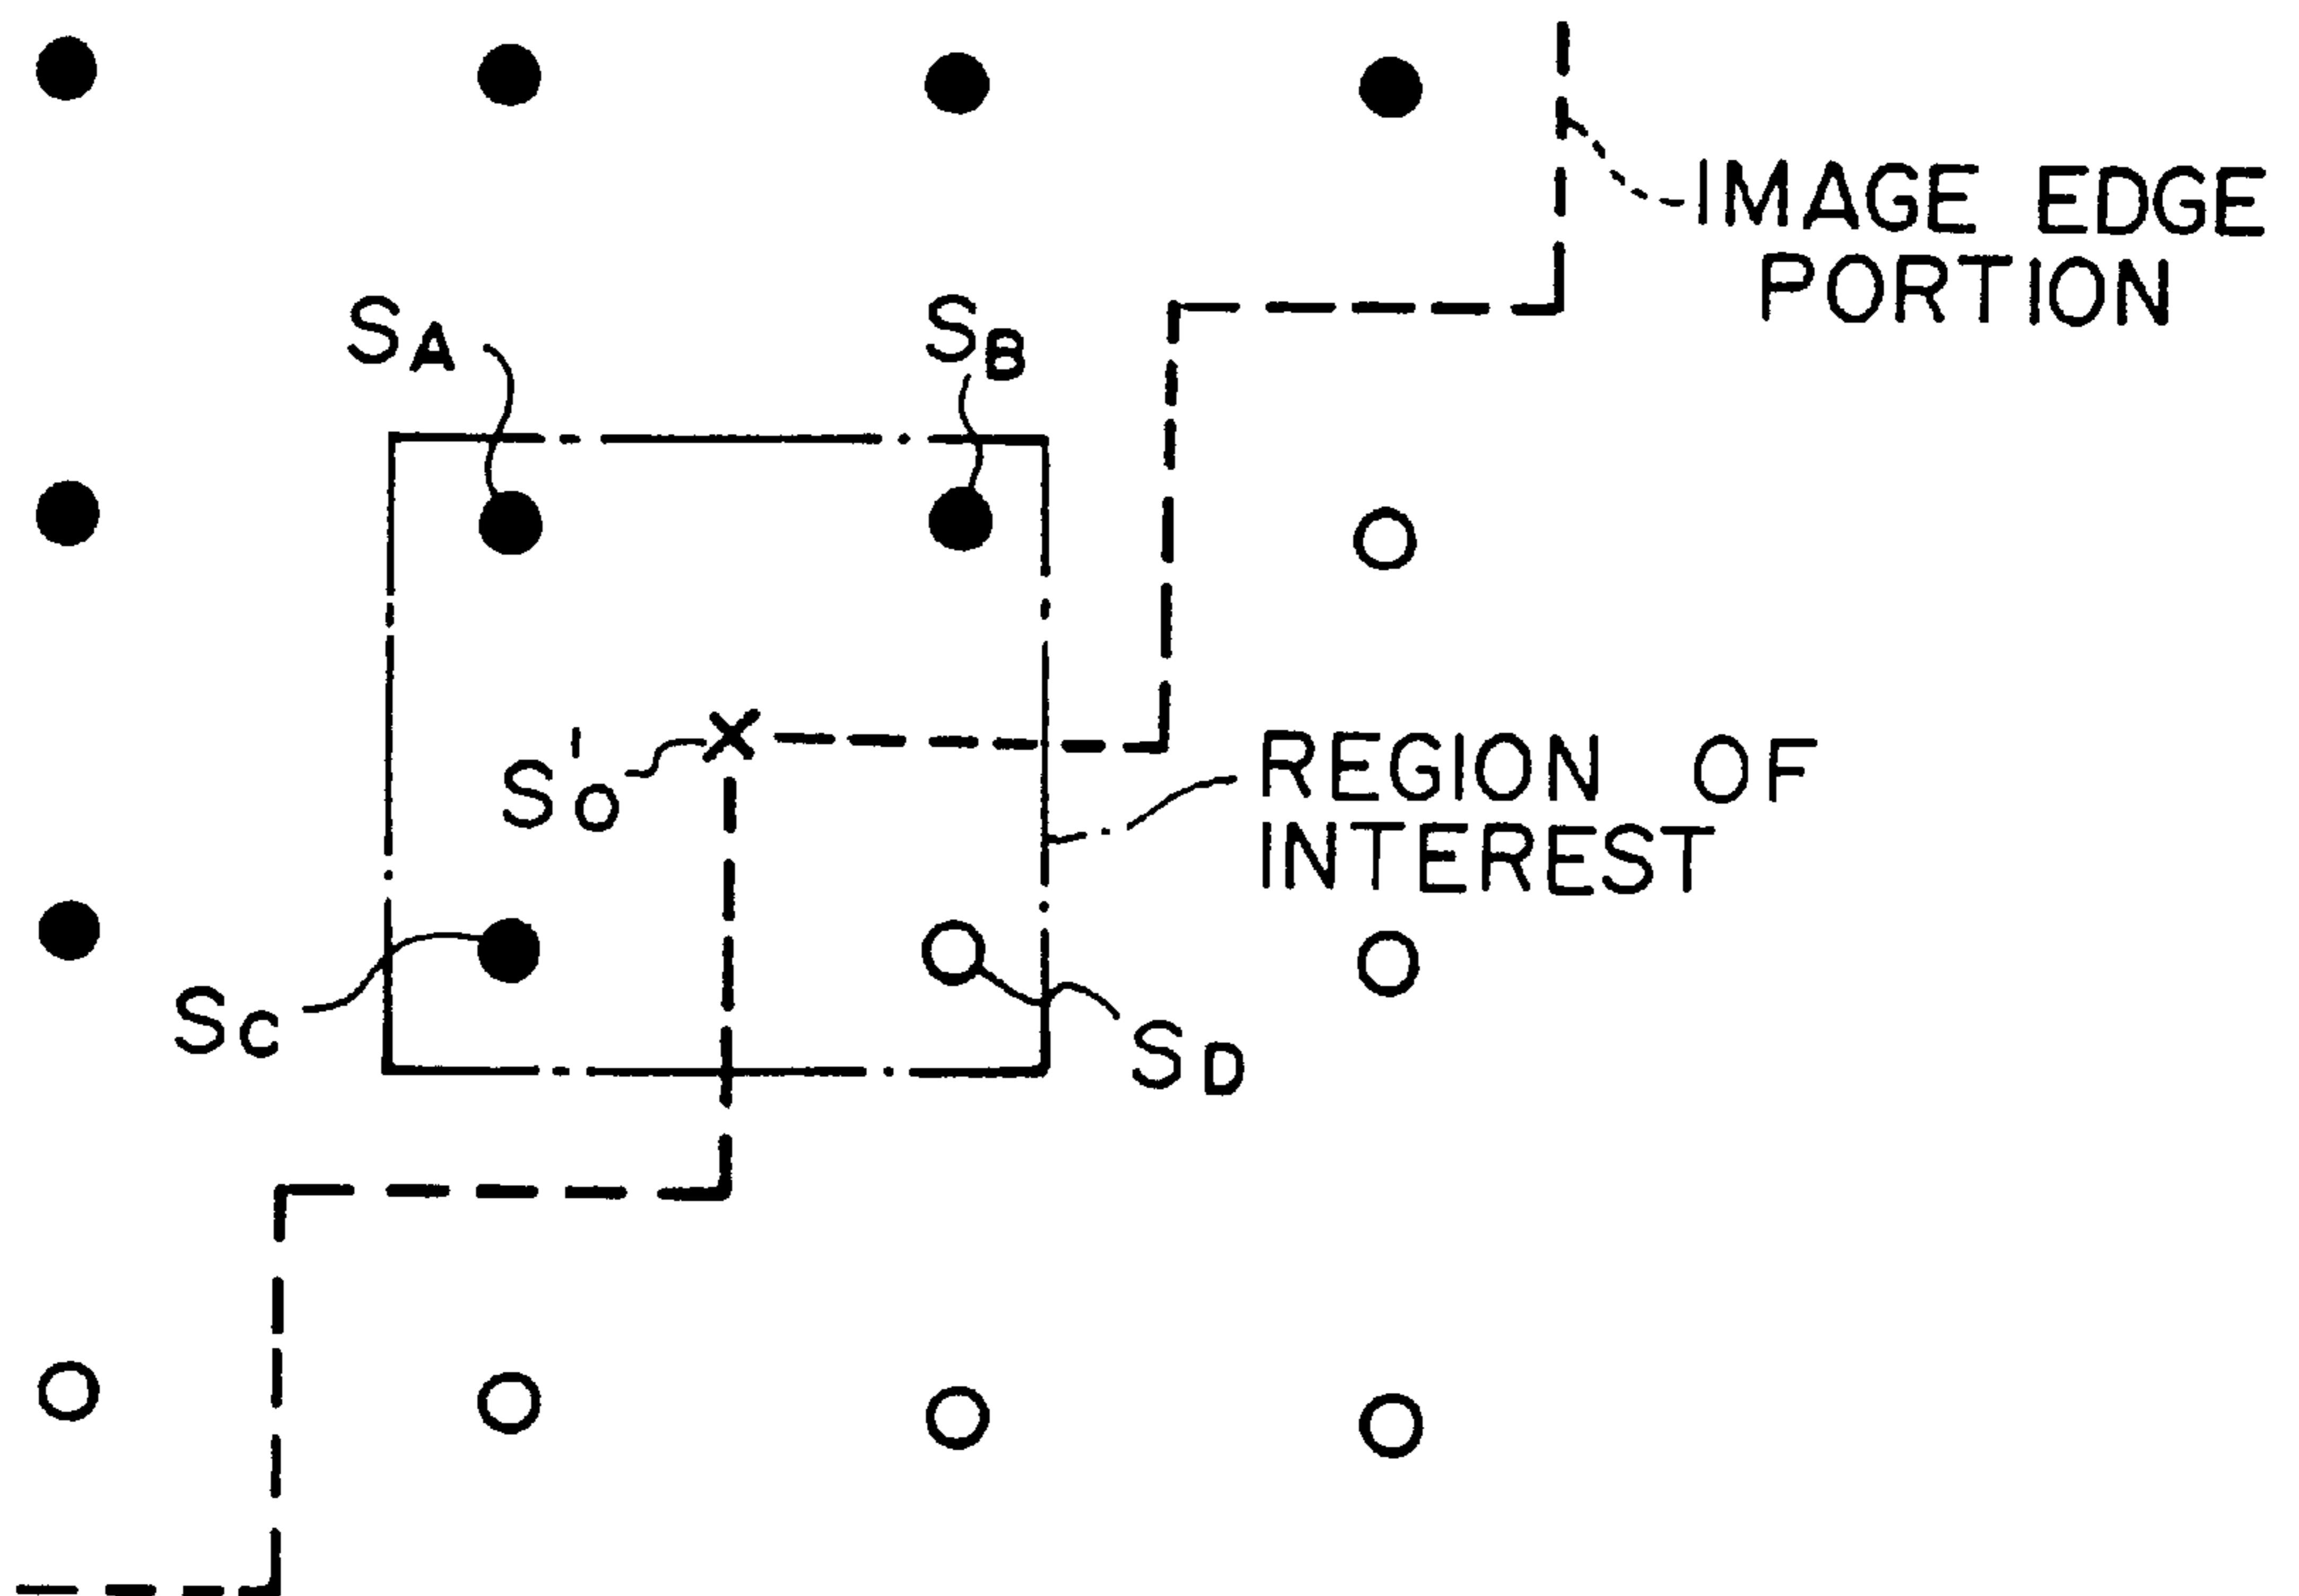 IMAGE EDGE
PORTION
SA
SB
S'O
REGION OF
INTEREST
SC
SD